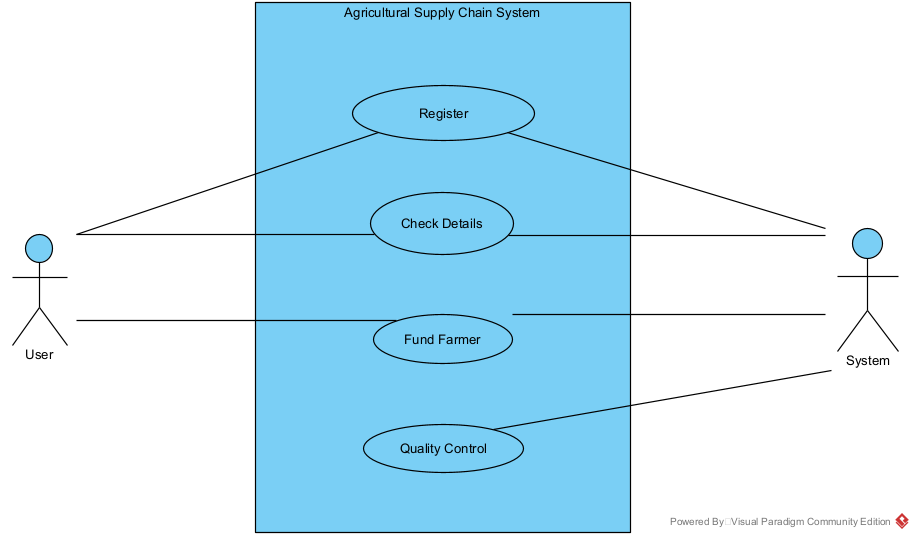 Agricultural Supply Chain System
Register
Check Details
Fund Farmer
Quality Control
User
System
Powered By Visual Paradigm Community Edition